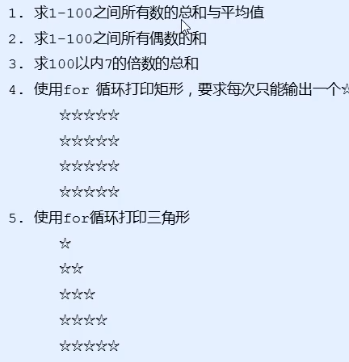 1. 求1-100之间所有数的总和与平均值
2. 求1-100之间所有偶数的和
3. 求100以内7的倍数的总和
4. 使用for 循环打印矩形，要求每次只能输出一个☆
☆☆☆☆☆
☆☆☆☆☆
☆☆☆☆☆
☆☆☆☆☆
5. 使用for循环打印三角形
☆
☆☆
☆☆☆
☆☆☆☆
☆☆☆☆☆